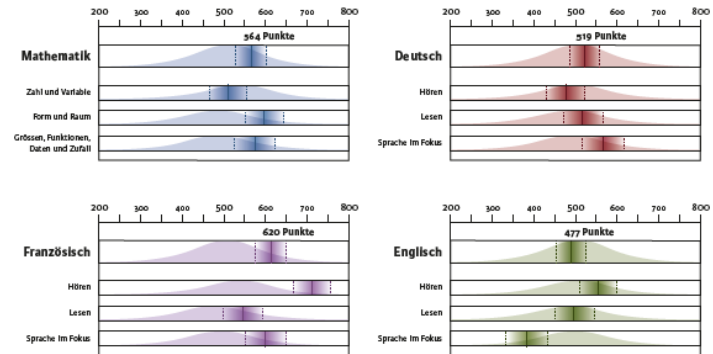 200 300 400 500 600 700 800
564 Punkte
Mathematik
Zahl und Variable
Form und Raum
Grössen, Funktionen,
Daten und Zufall
200 300 400 500 600 700 800
519 Punkte
Deutsch
Hören
Lesen
Sprache im Fokus
200 300 400 500 600 700 800
620 Punkte
Französisch
Hören
Lesen
Sprache im Fokus
200 300 400 500 600 700 800
477 Punkte
Englisch
Hören
Lesen
Sprache im Fokus